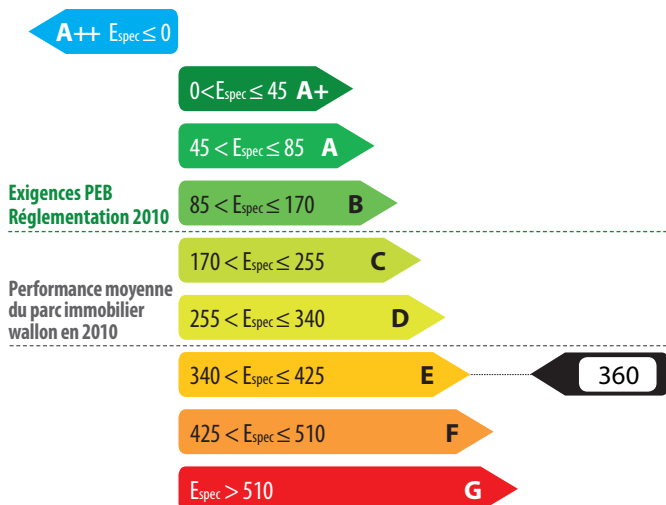 A++ Espec ≤ 0
0 < Espec ≤ 45 A+
45 < Espec ≤ 85 A
Exigences PEB
Réglementation 2010
85 < Espec ≤ 170 B
170 < Espec ≤ 255 C
Performance moyenne
du parc immobilier
wallon en 2010
255 < Espec ≤ 340 D
340 < Espec ≤ 425 E
360
425 < Espec ≤ 510 F
Espec > 510 G